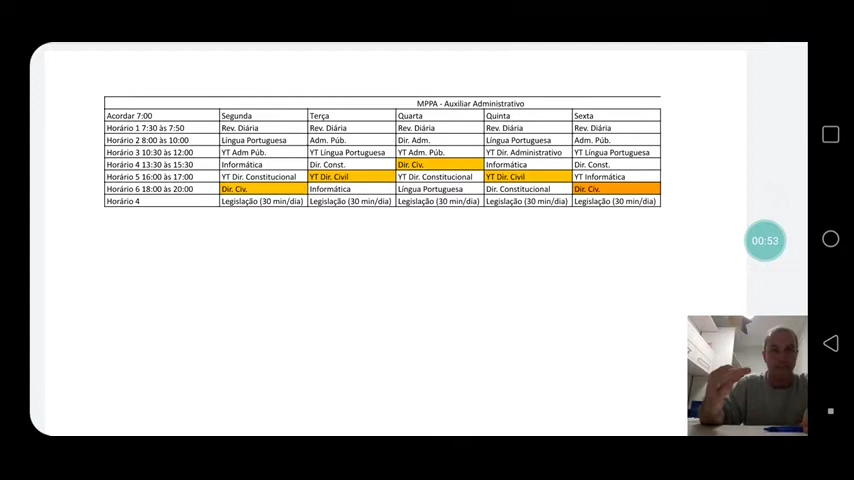 MPPA - Auxiliar Administrativo
Acordar 7:00 Segunda Terça Quarta Quinta Sexta
Horário 1 7:30 às 7:50 Rev. Diária Rev. Diária Rev. Diária Rev. Diária Rev. Diária
Horário 2 8:00 às 10:00 Língua Portuguesa Adm. Púb. Dir. Adm. Língua Portuguesa Adm. Púb.
Horário 3 10:30 às 12:00 YT Adm Púb. YT Língua Portuguesa YT Adm. Púb. YT Dir. Administrativo YT Língua Portuguesa
Horário 4 13:30 às 15:30 Informática Dir. Const. Dir. Civ. Informática Dir. Const.
Horário 5 16:00 às 17:00 YT Dir. Constitucional YT Dir. Civil YT Dir. Constitucional YT Dir. Civil YT Informática
Horário 6 18:00 às 20:00 Dir. Civ. Informática Língua Portuguesa Dir. Constitucional Dir. Civ.
Horário 4 Legislação (30 min/dia) Legislação (30 min/dia) Legislação (30 min/dia) Legislação (30 min/dia) Legislação (30 min/dia)
00:53